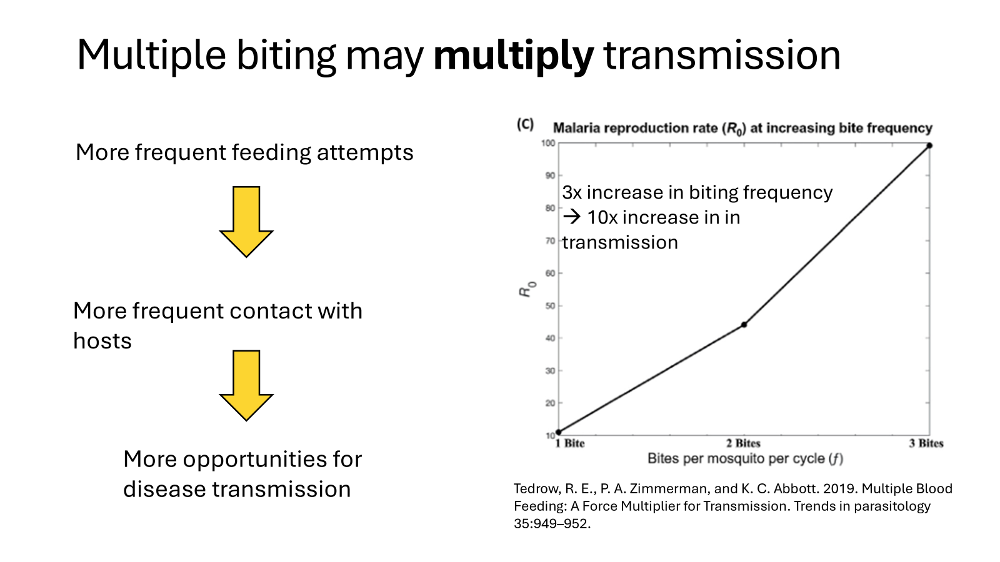 Multiple biting may multiply transmission
More frequent feeding attempts
More frequent contact with
hosts
More opportunities for
disease transmission
(C)
Malaria reproduction rate (R0) at increasing bite frequency
100
90
80
70
60
50
40
30
20
10
R0
3x increase in biting frequency
→ 10x increase in in
transmission
1 Bite
2 Bites
3 Bites
Bites per mosquito per cycle (f)
Tedrow, R. E., P. A. Zimmerman, and K. C. Abbott. 2019. Multiple Blood
Feeding: A Force Multiplier for Transmission. Trends in parasitology
35:949–952.